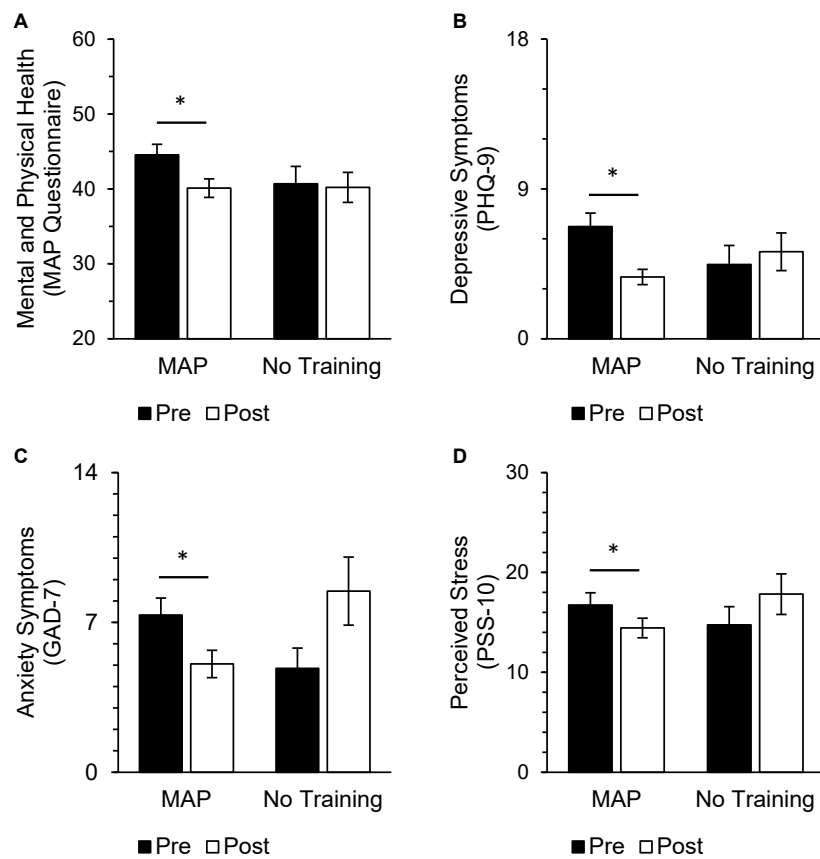 A
Mental and Physical Health
(MAP Questionnaire)
60
50
40
30
20
*
MAP No Training
Pre Post
B
Depressive Symptoms
(PHQ-9)
18
9
0
*
MAP No Training
Pre Post
C
Anxiety Symptoms
(GAD-7)
14
7
0
*
MAP No Training
Pre Post
D
Perceived Stress
(PSS-10)
30
20
10
0
*
MAP No Training
Pre Post